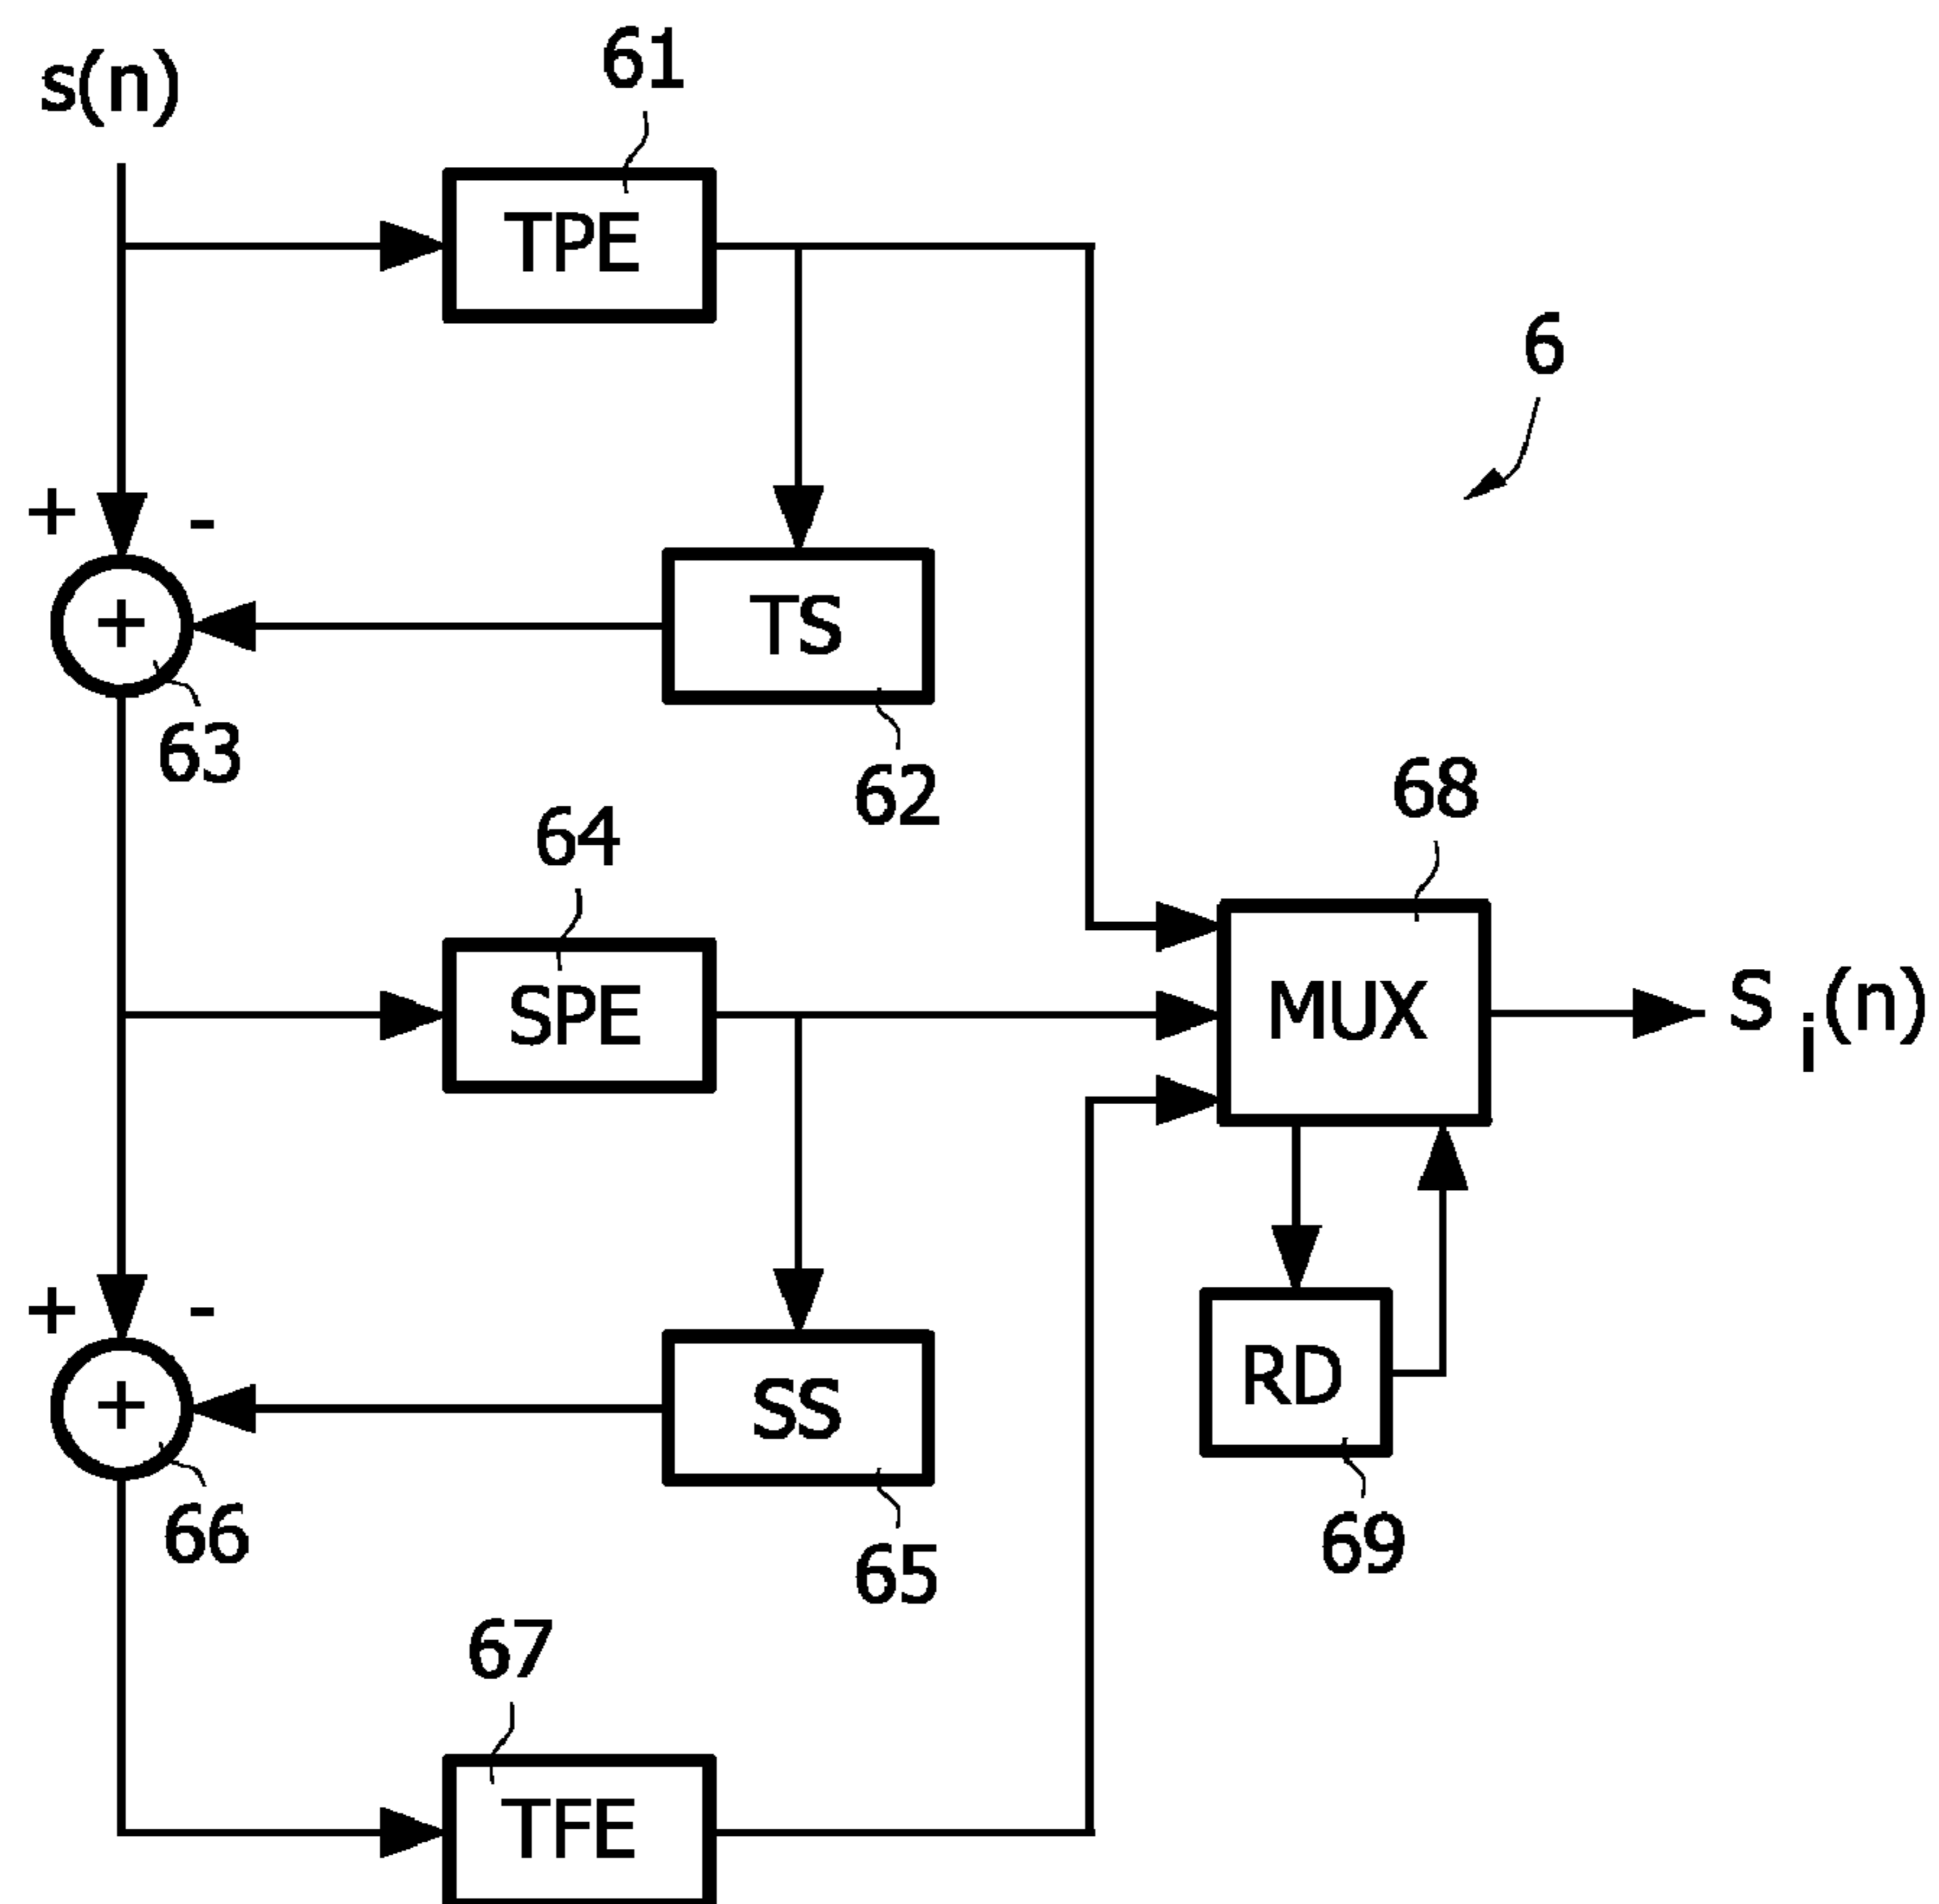 s(n)
61
TPE
6
+ -
+
TS
63
62
64
68
SPE
MUX
S i(n)
+ -
+
SS
RD
66
65
69
67
TFE